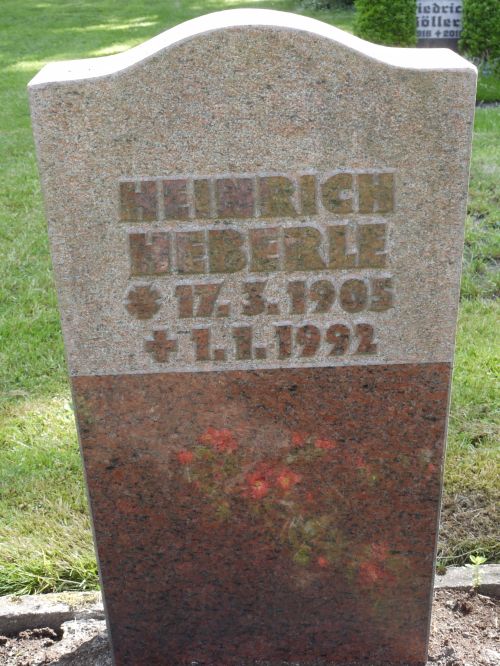 HEINRICH
HEBERLE
* 17. 3. 1905
✝ 1. 1. 1992